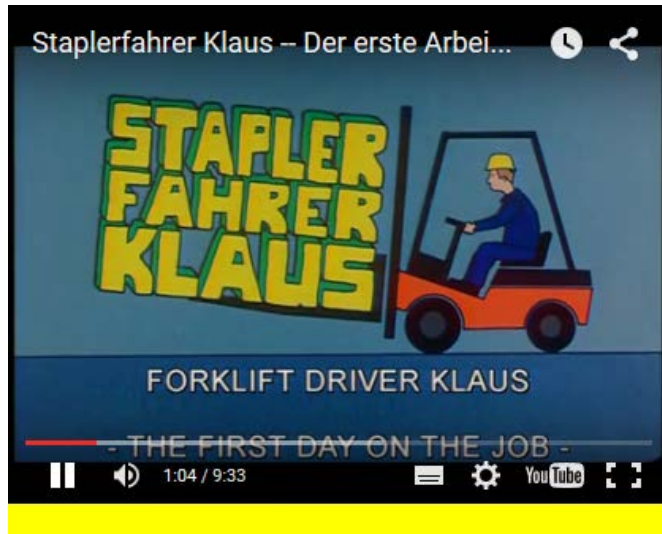 Staplerfahrer Klaus -- Der erste Arbei...
STAPLER
FAHRER
KLAUS
FORKLIFT DRIVER KLAUS
- THE FIRST DAY ON THE JOB -
1:04 / 9:33
YouTube